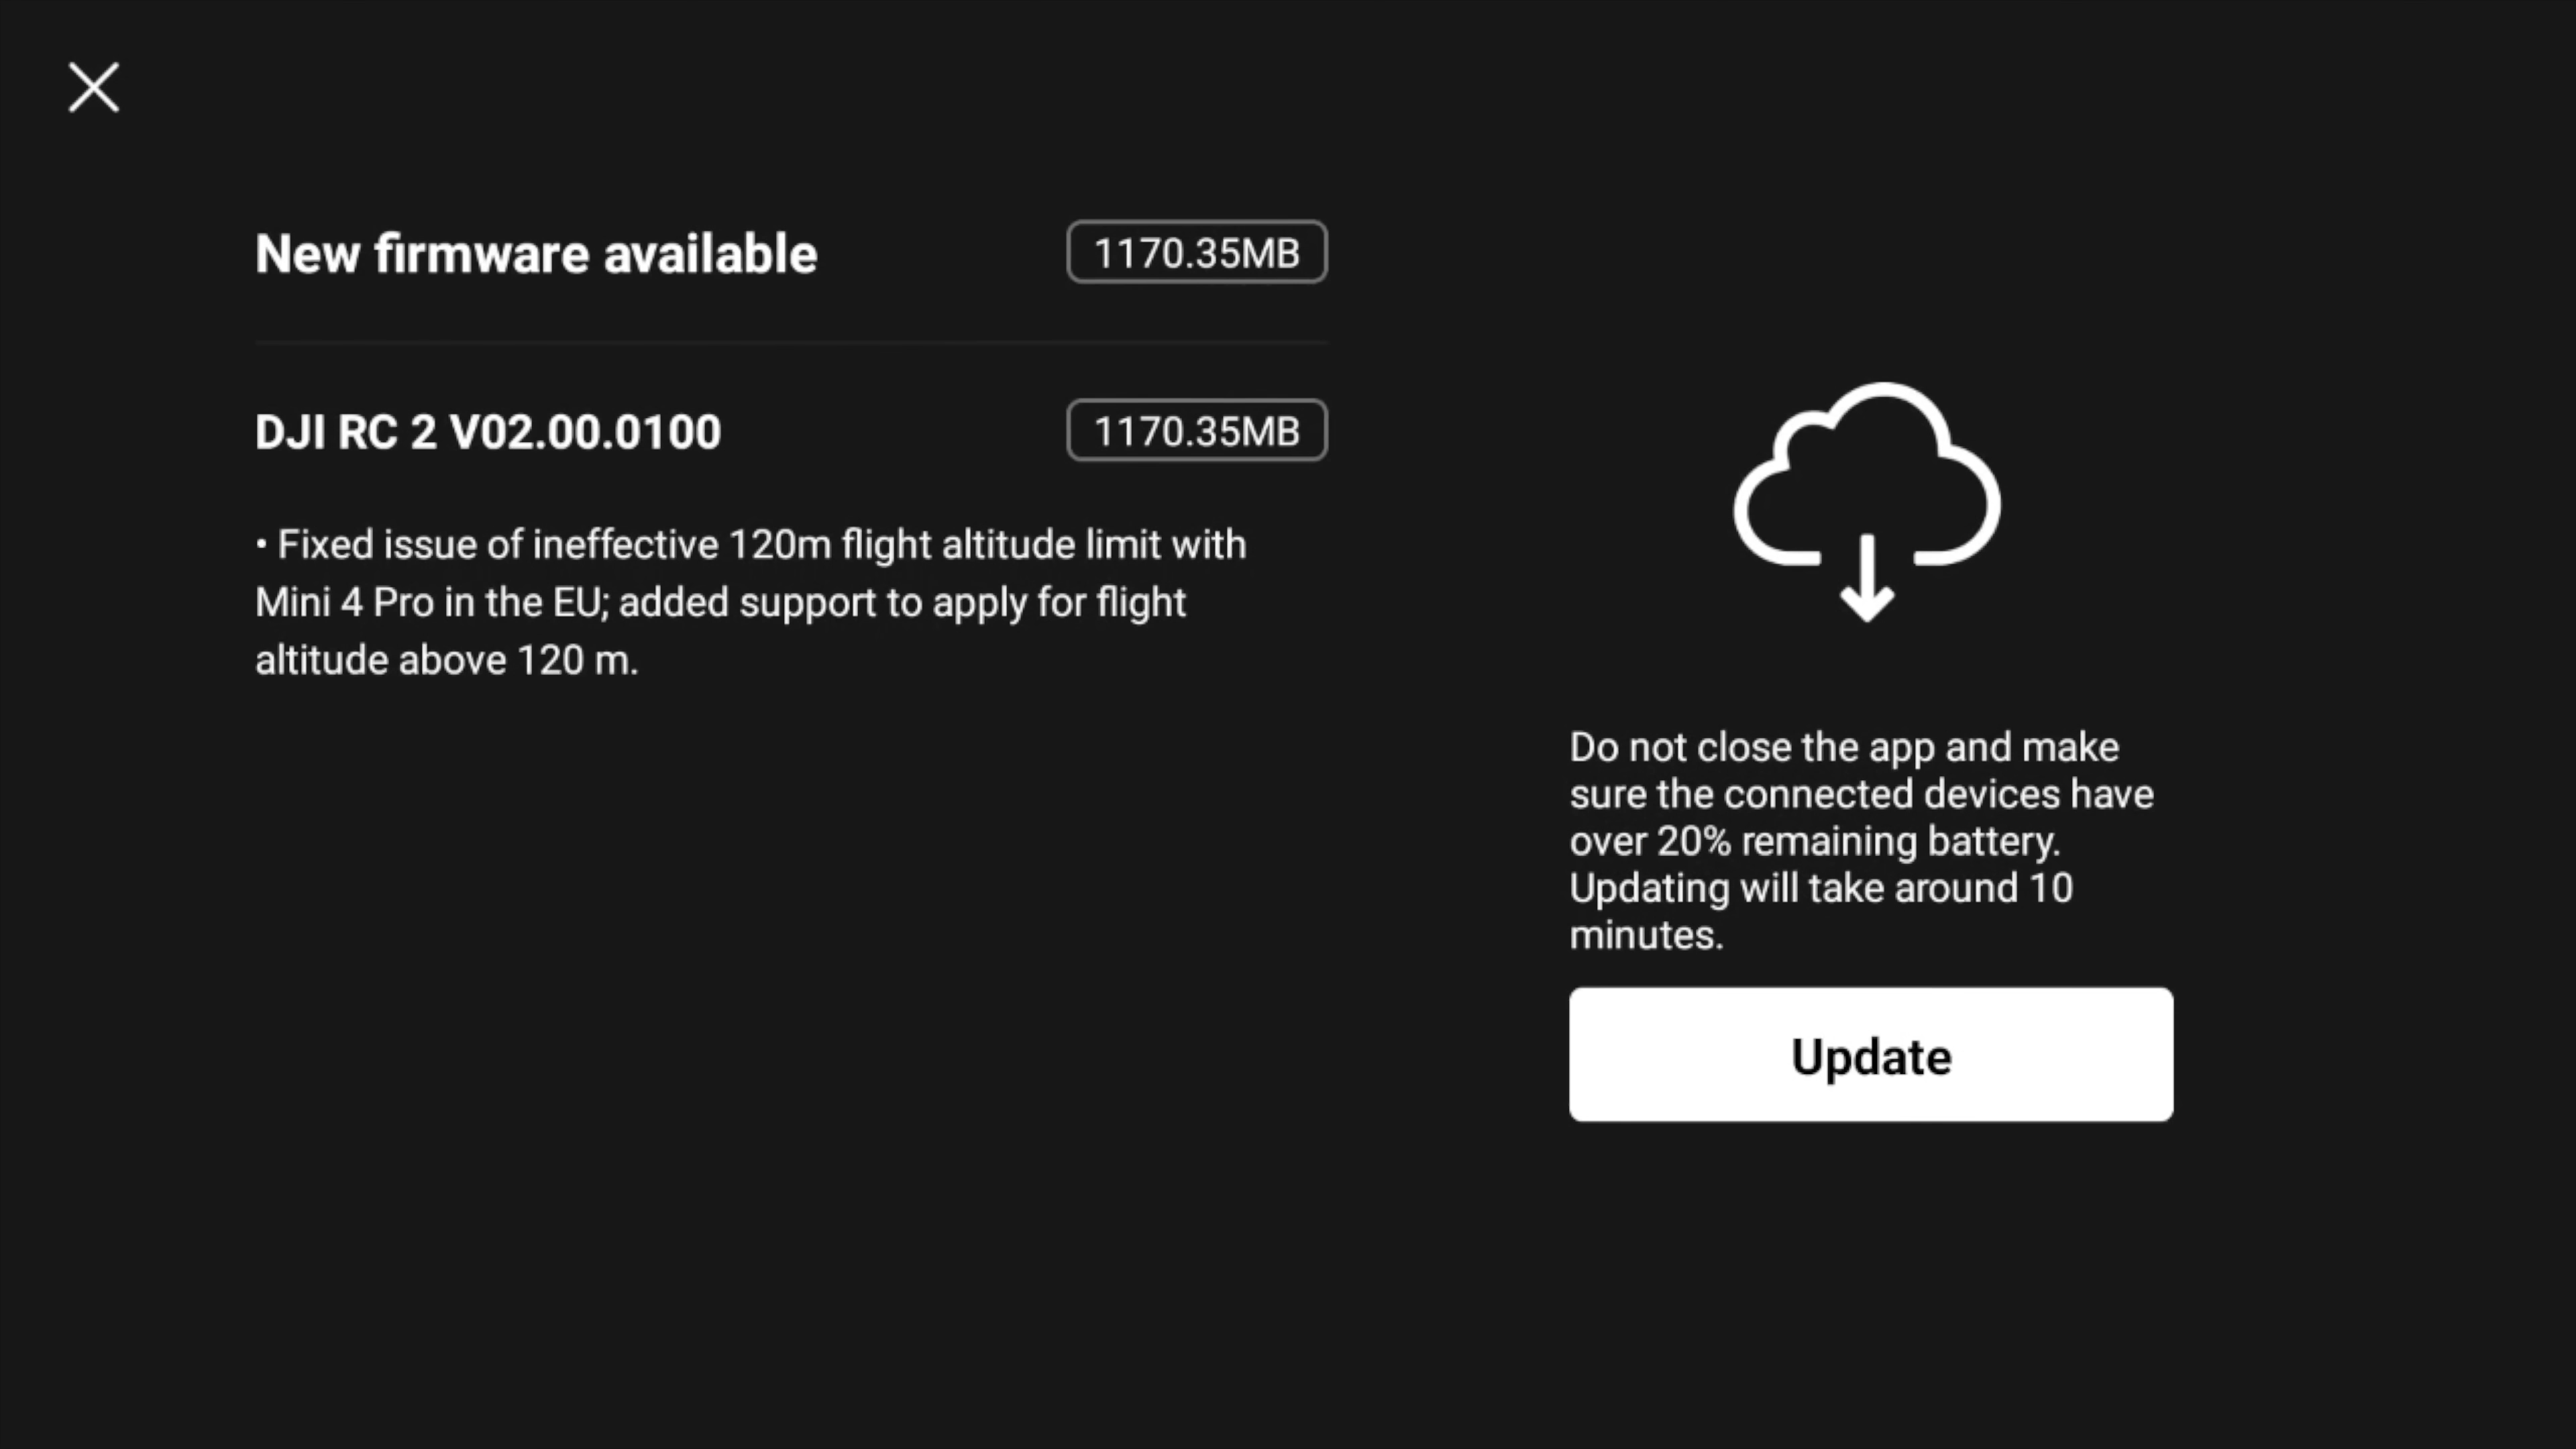 New firmware available
1170.35MB
DJI RC 2 V02.00.0100
1170.35MB
• Fixed issue of ineffective 120m flight altitude limit with
Mini 4 Pro in the EU; added support to apply for flight
altitude above 120 m.
Do not close the app and make
sure the connected devices have
over 20% remaining battery.
Updating will take around 10
minutes.
Update